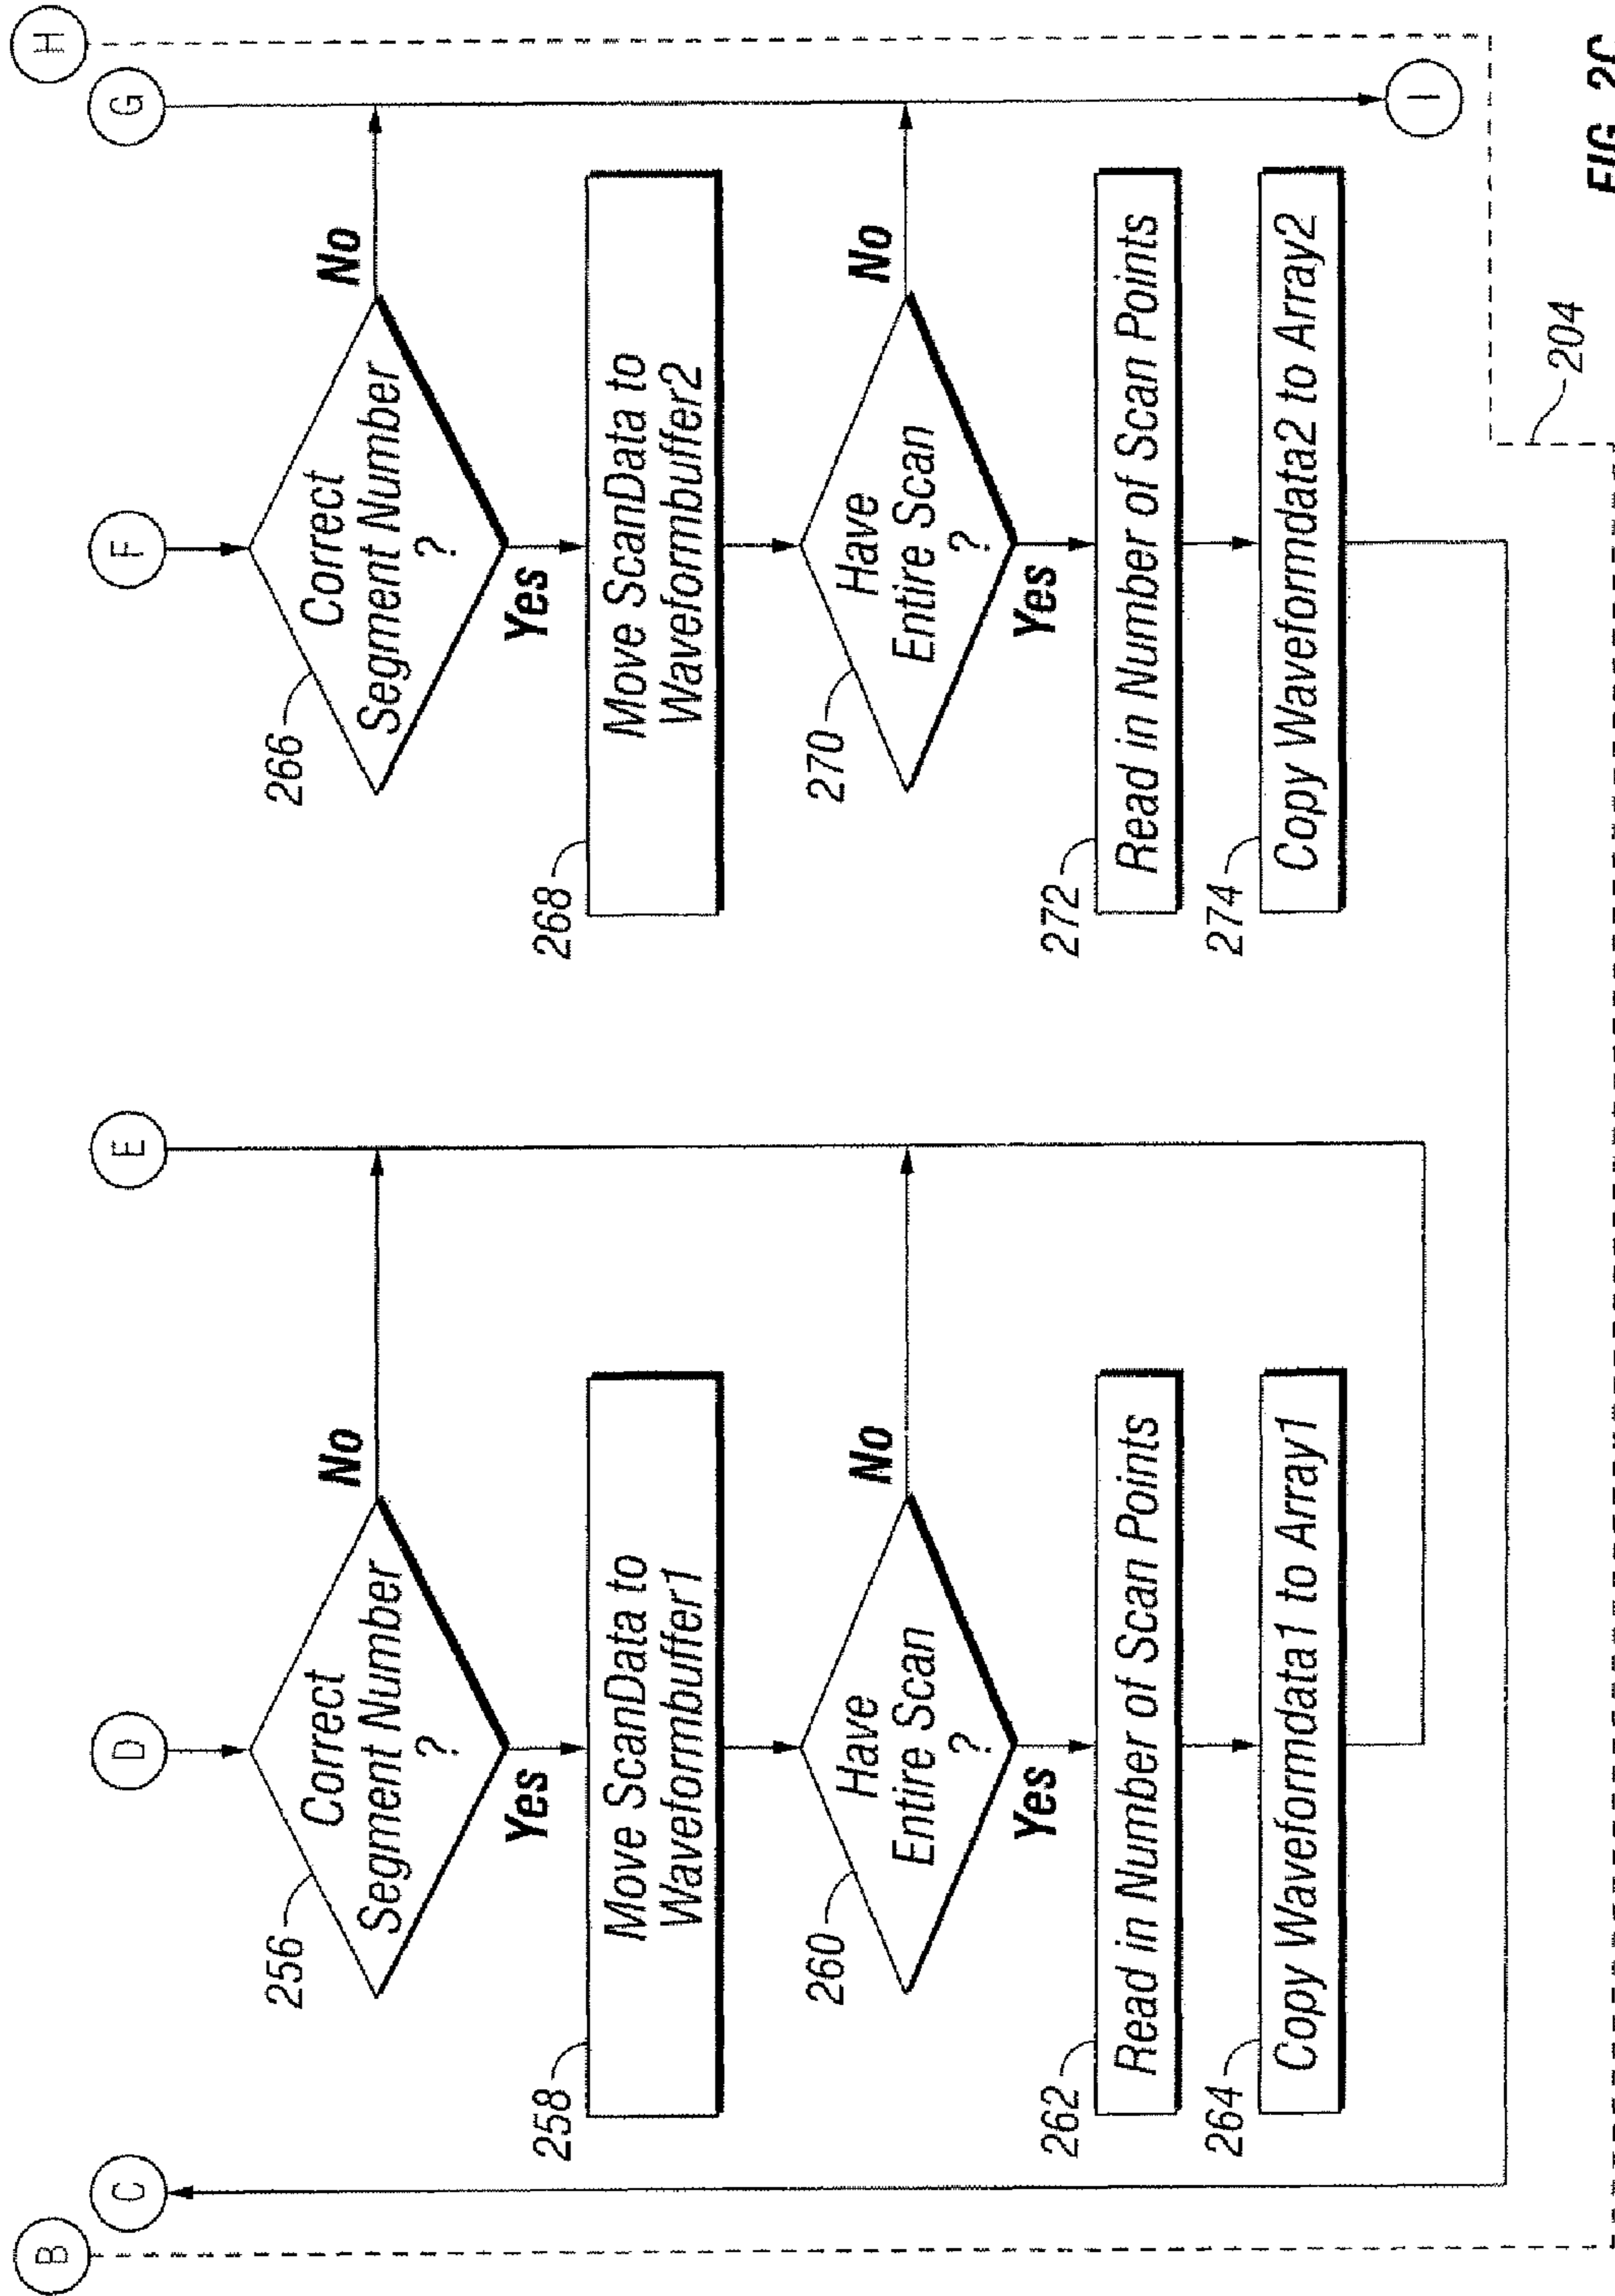 B
C
D
E
F
G
H
256
Correct
Segment Number
?
No
Yes
258
Move ScanData to
Waveformbuffer1
260
Have
Entire Scan
?
No
Yes
262
Read in Number of Scan Points
264
Copy Waveformdata1 to Array1
266
Correct
Segment Number
?
No
Yes
268
Move ScanData to
Waveformbuffer2
270
Have
Entire Scan
?
No
Yes
272
Read in Number of Scan Points
274
Copy Waveformdata2 to Array2
I
204
FIG. 2C